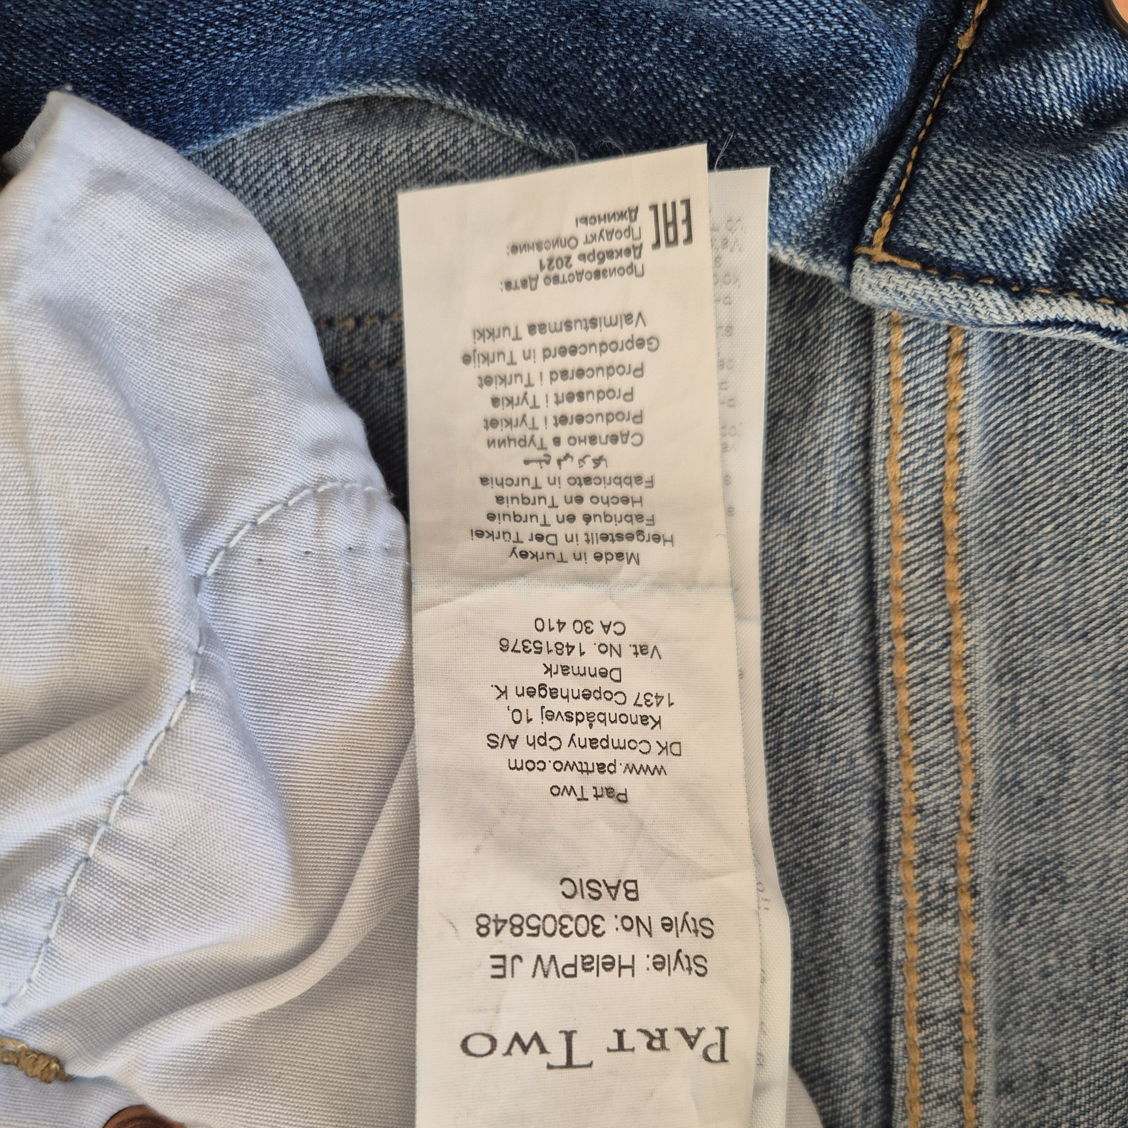 PART TWO
Style: HelaPW JE
Style No: 30305848
BASIC
Part Two
www.parttwo.com
DK Company Cph A/S
Kanonbådsvej 10,
1437 Copenhagen K.
Denmark
Vat. No. 14815376
CA 30 410
Made in Turkey
Hergestellt in Der Türkei
Fabriqué en Turquie
Hecho en Turquia
Fabbricato in Turchia
Сделано в Турции
Produceret i Tyrkiet
Produsert i Tyrkia
Producerad i Turkiet
Geproduceerd in Turkije
Valmistusmaa Turkki
Производство Дата:
Декабрь 2021
Продукт Описание:
Джинсы
EAC